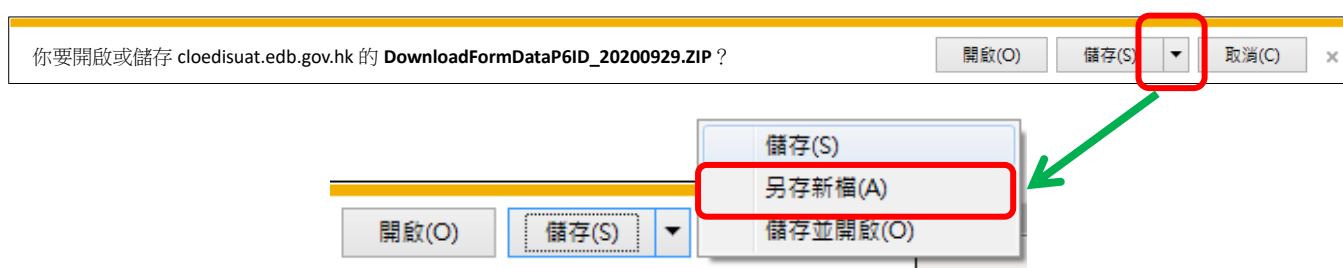 你要開啟或儲存 cloedisuat.edb.gov.hk 的 DownloadFormDataP6ID_20200929.ZIP？ 開啟(O) 儲存(S) 取消(C) ×
儲存(S)
另存新檔(A)
開啟(O) 儲存(S) 儲存並開啟(O)